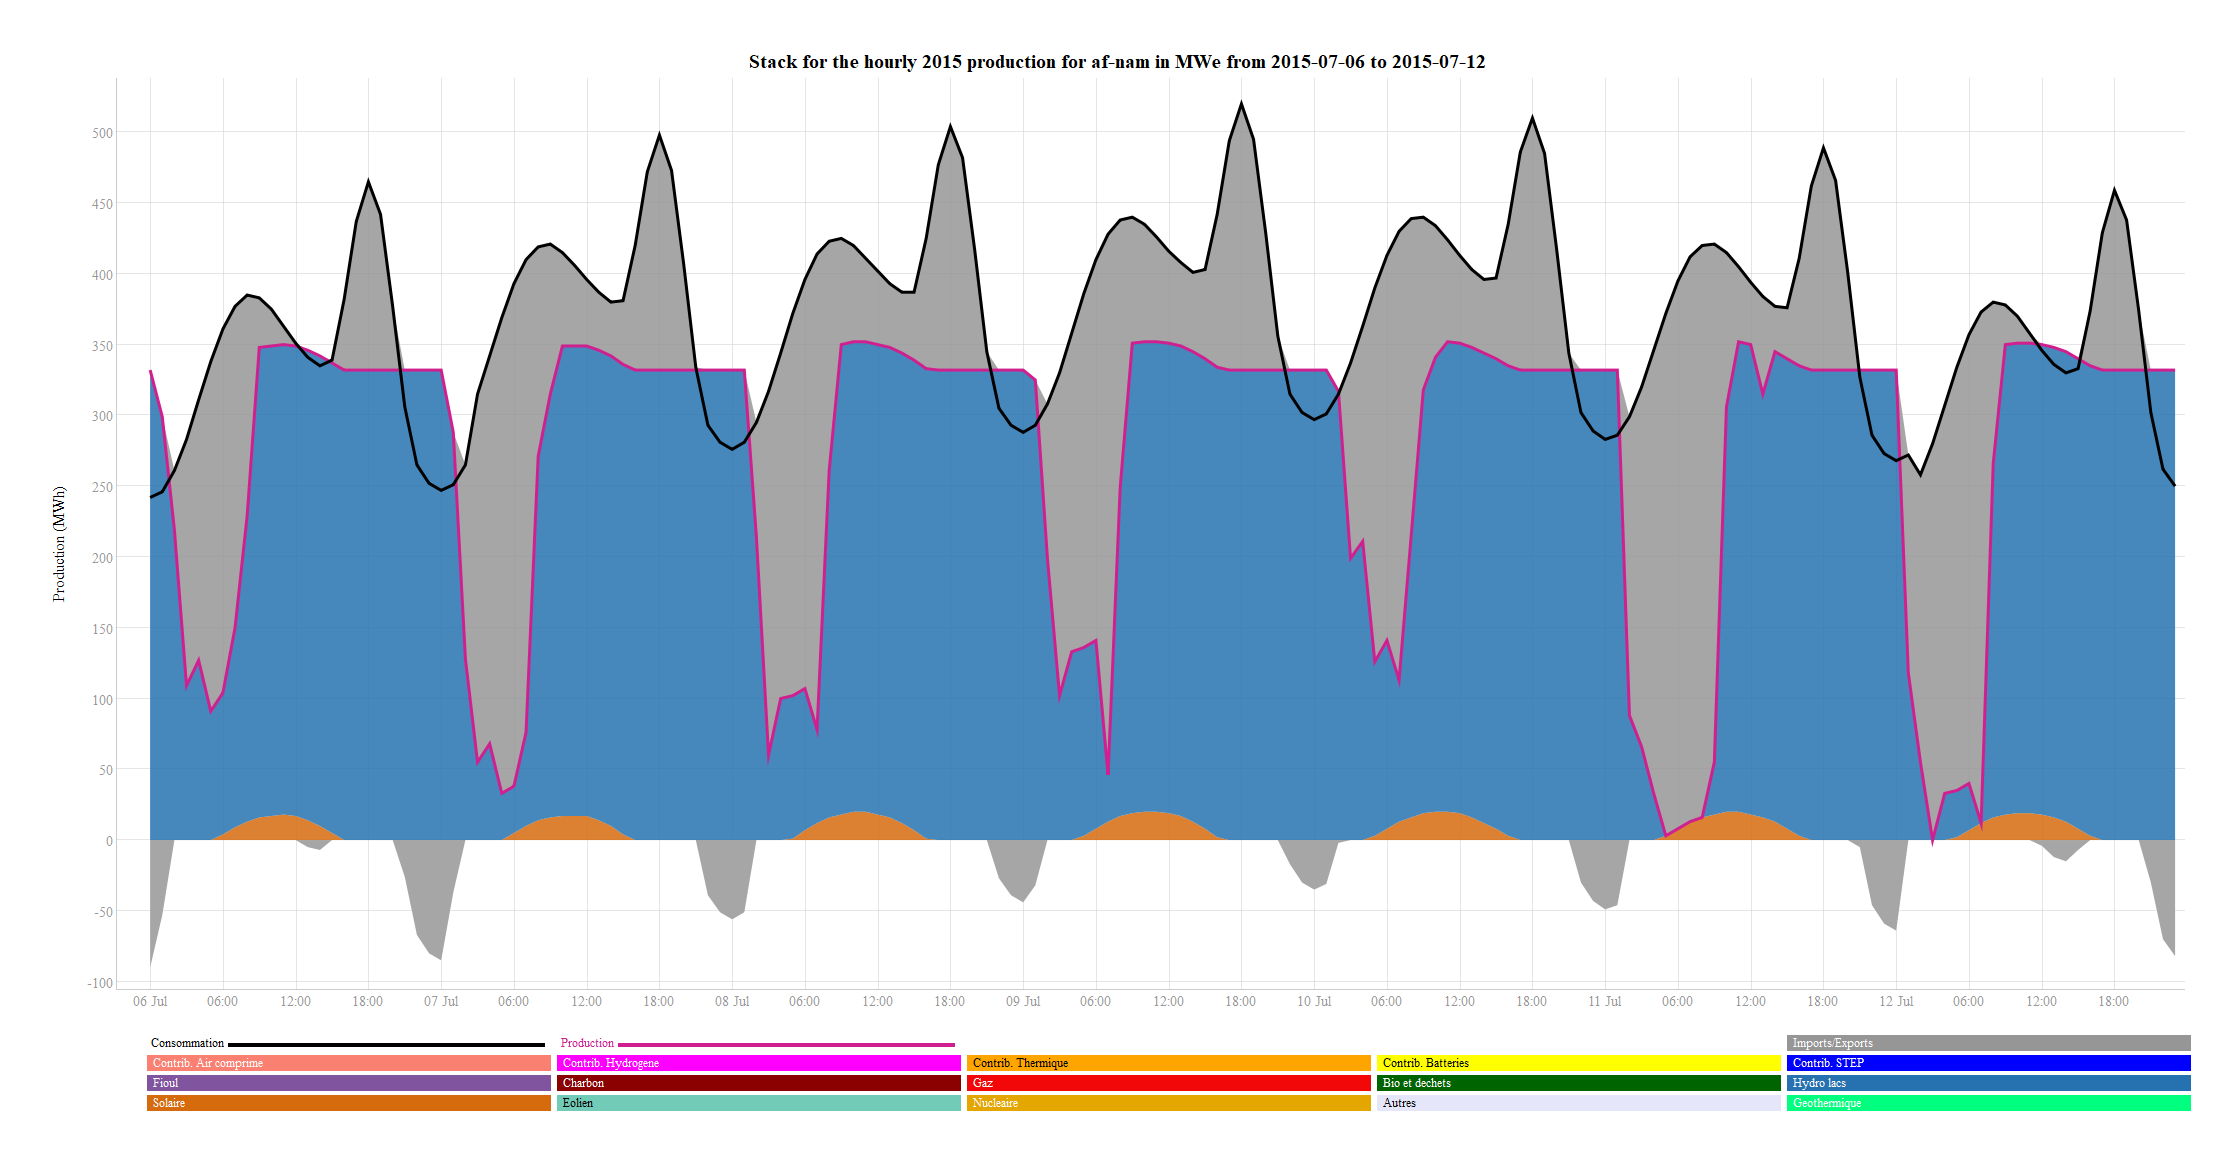 Stack for the hourly 2015 production for af-nam in MWe from 2015-07-06 to 2015-07-12
500
450
400
350
300
250
200
150
100
50
0
-50
-100
Production (MWh)
06 Jul 06:00 12:00 18:00 07 Jul 06:00 12:00 18:00 08 Jul 06:00 12:00 18:00 09 Jul 06:00 12:00 18:00 10 Jul 06:00 12:00 18:00 11 Jul 06:00 12:00 18:00 12 Jul 06:00 12:00 18:00
Consommation Production Imports/Exports
Contrib. Air comprime Contrib. Hydrogene Contrib. Thermique Contrib. Batteries Contrib. STEP
Fioul Charbon Gaz Bio et dechets Hydro lacs
Solaire Eolien Nucleaire Autres Geothermique